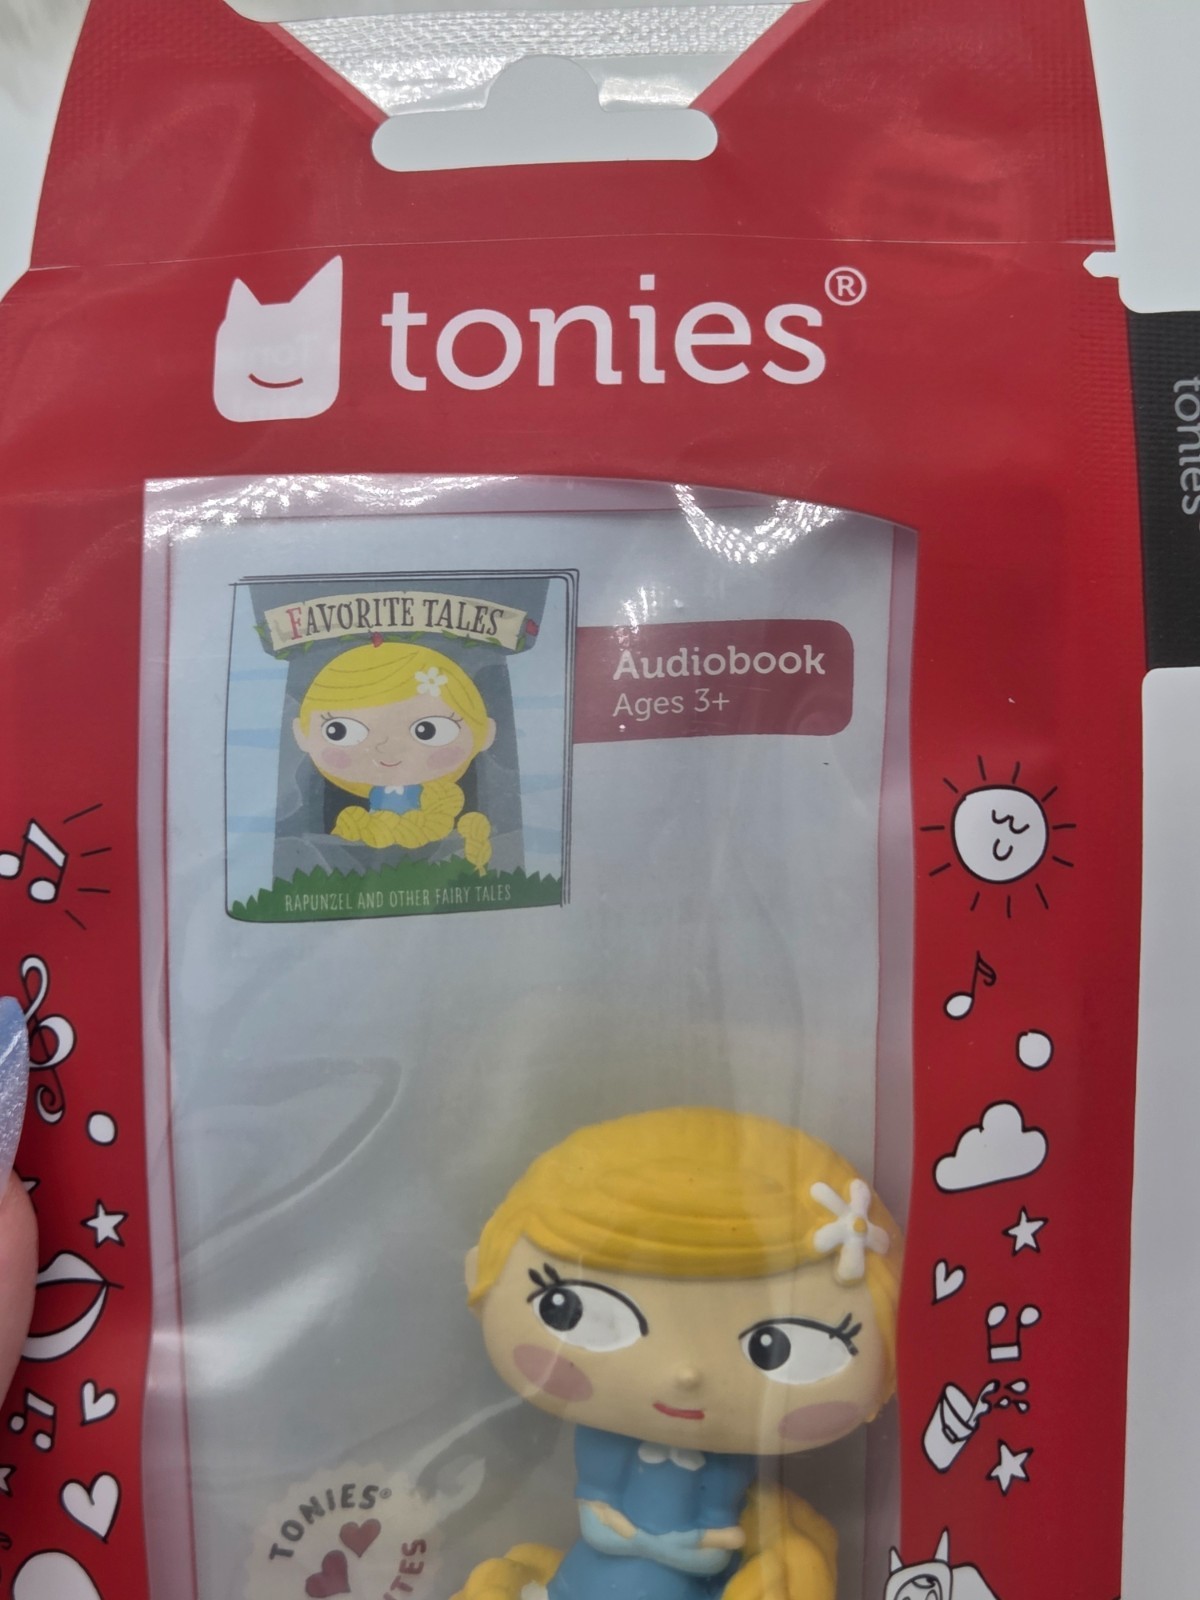 tonies®
tonies
FAVORITE TALES
Audiobook
Ages 3+
RAPUNZEL AND OTHER FAIRY TALES
TONIES®